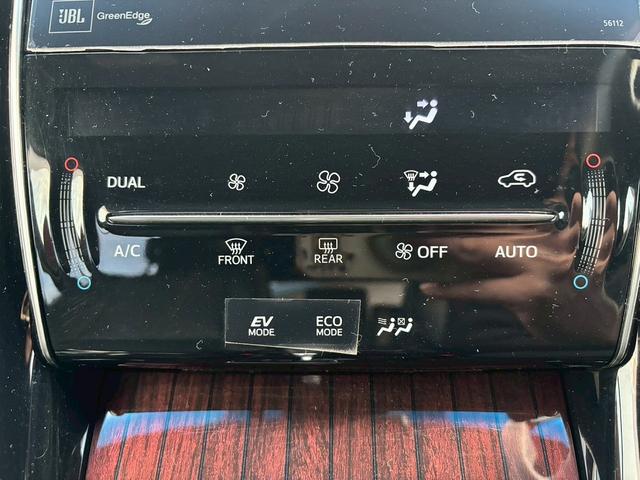 JBL GreenEdge 56112
DUAL
A/C FRONT REAR OFF AUTO
EV MODE ECO MODE